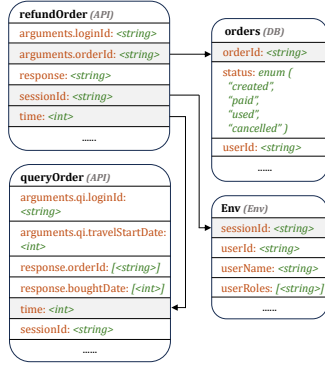 refundOrder (API)
arguments.loginId: <string>
arguments.orderId: <string>
response: <string>
sessionId: <string>
time: <int>
......
queryOrder (API)
arguments.qi.loginId:
<string>
arguments.qi.travelStartDate:
<int>
response.orderId: [<string>]
response.boughtDate: [<int>]
time: <int>
sessionId: <string>
......
orders (DB)
orderId: <string>
status: enum (
"created",
"paid",
"used",
"cancelled" )
userId: <string>
......
Env (Env)
sessionId: <string>
userId: <string>
userName: <string>
userRoles: [<string>]
......